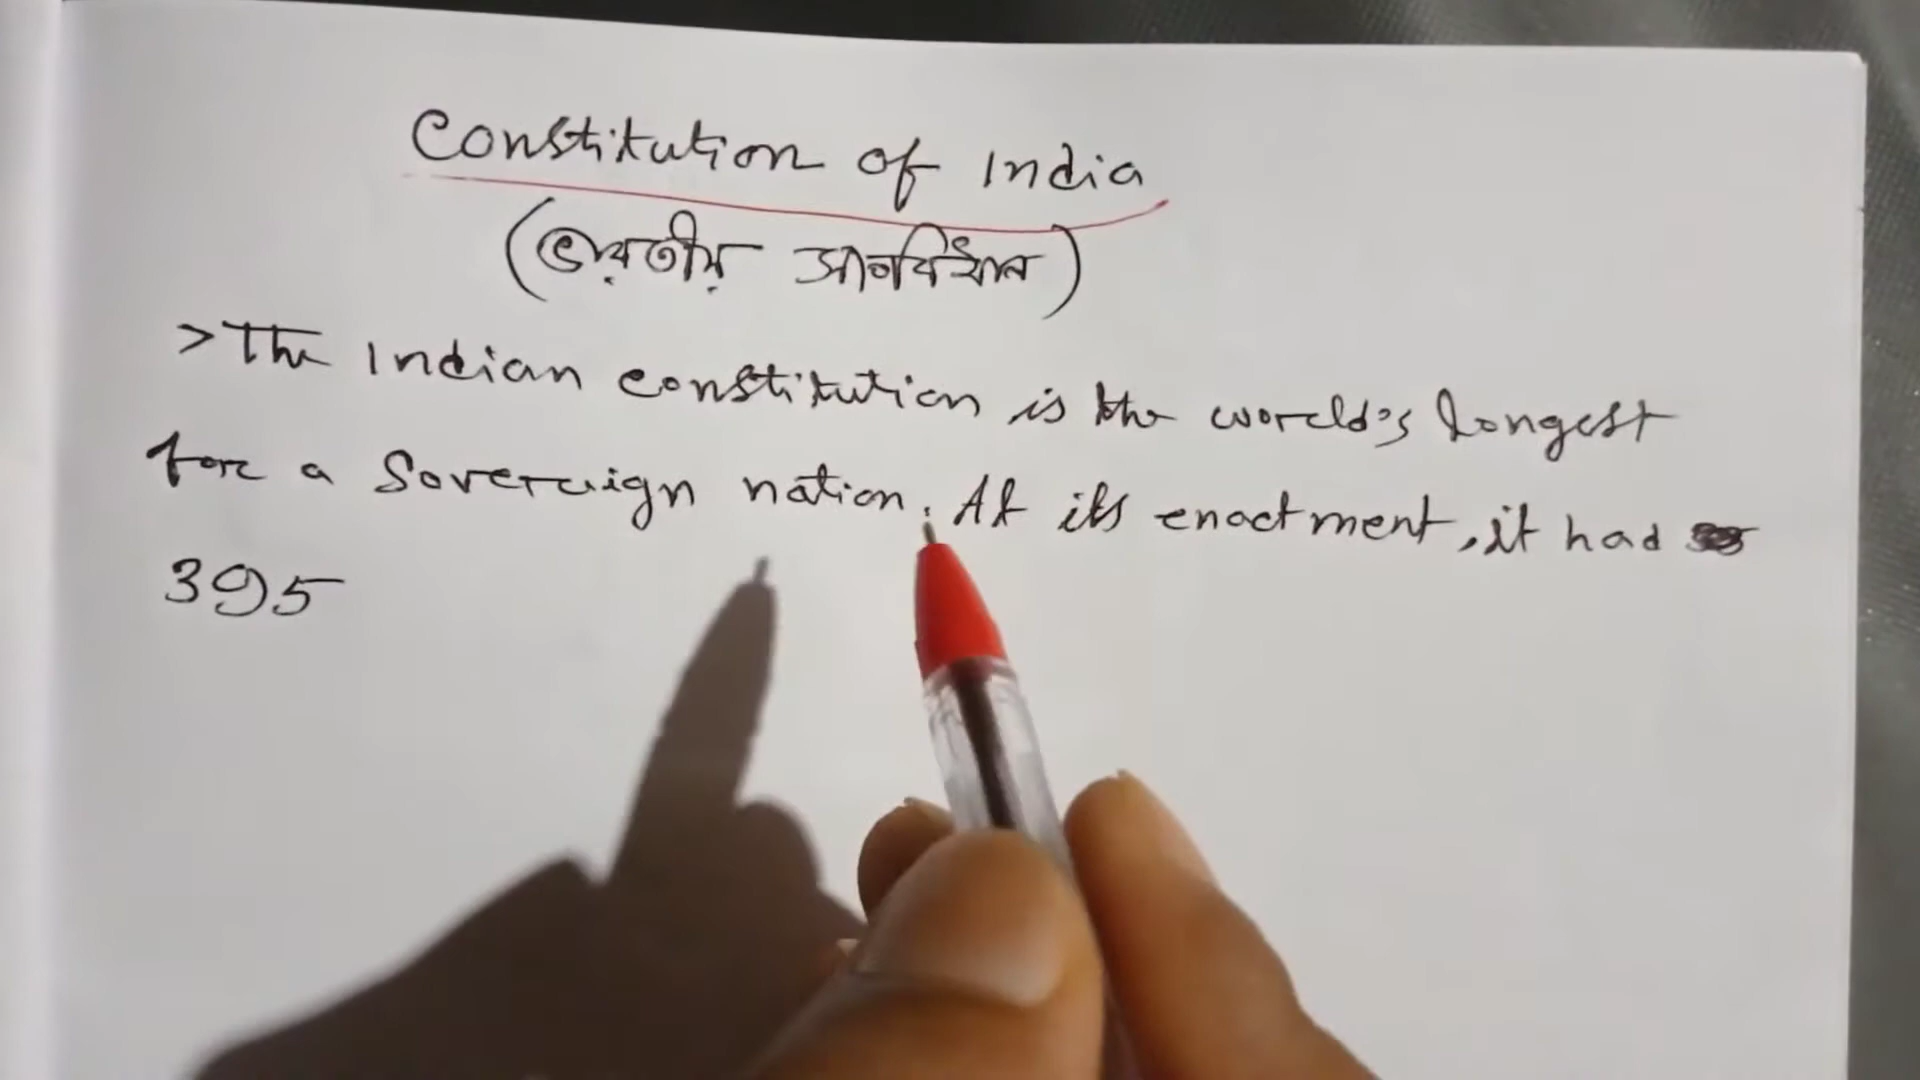 Constitution of India
(ভারতীয় সংবিধান)
>The Indian constitution is the world's longest
for a Sovereign nation. At its enactment, it had
395